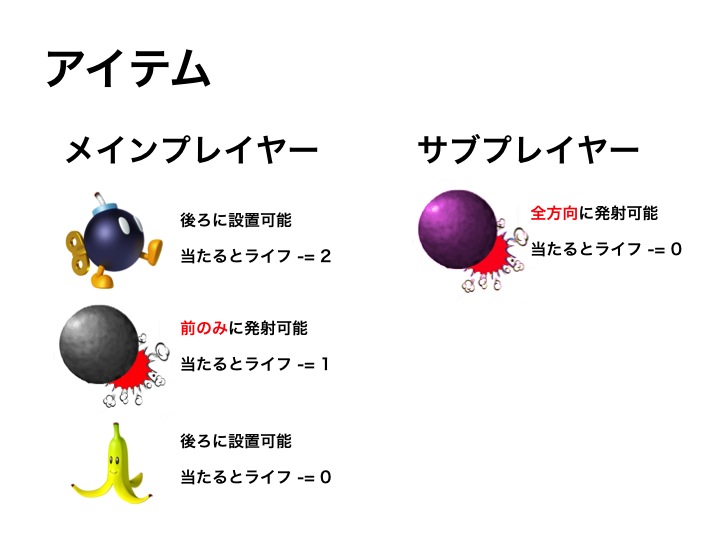 アイテム
メインプレイヤー
後ろに設置可能
当たるとライフ -= 2
前のみに発射可能
当たるとライフ -= 1
後ろに設置可能
当たるとライフ -= 0
サブプレイヤー
全方向に発射可能
当たるとライフ -= 0